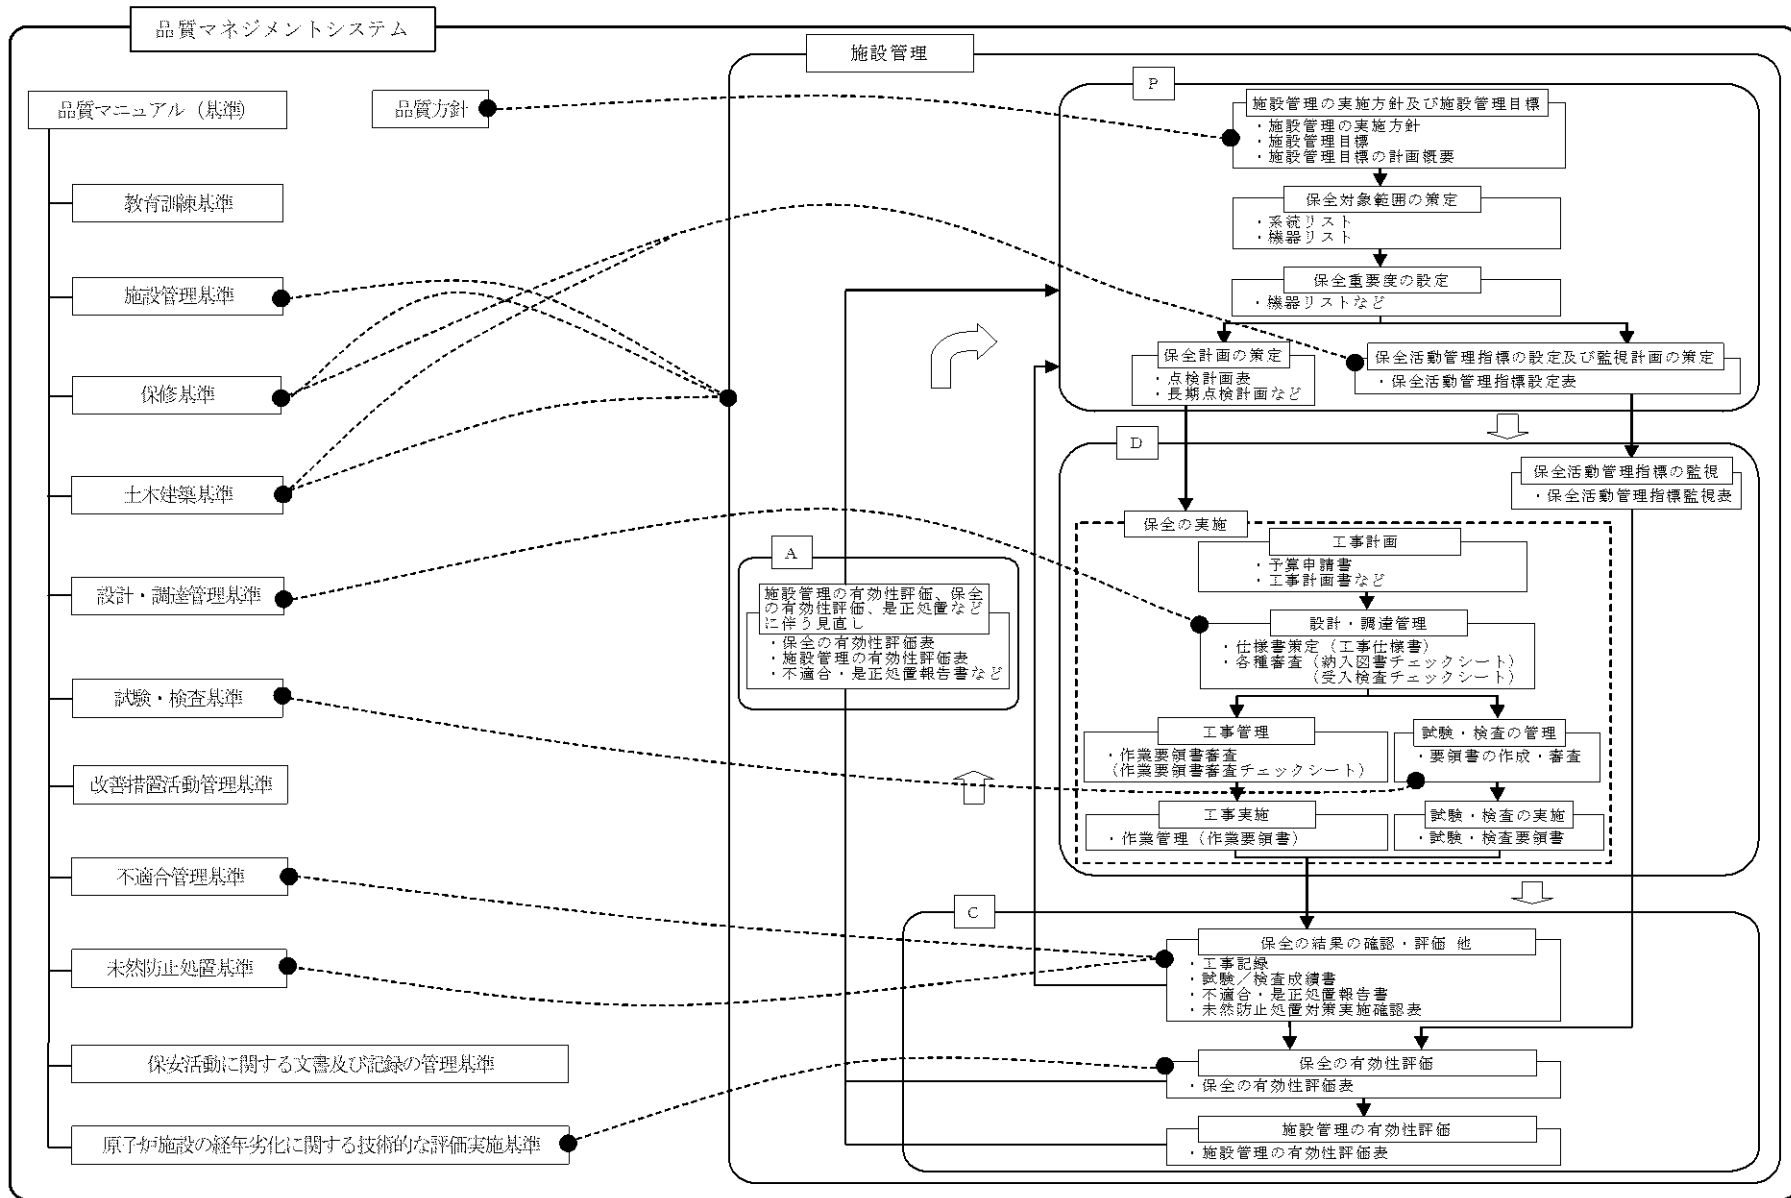 品質マネジメントシステム
品質マニュアル（基準）
品質方針
教育訓練基準
施設管理基準
保修基準
土木建築基準
設計・調達管理基準
試験・検査基準
改善措置活動管理基準
不適合管理基準
未然防止処置基準
保安活動に関する文書及び記録の管理基準
原子炉施設の経年劣化に関する技術的な評価実施基準
施設管理
P
施設管理の実施方針及び施設管理目標
・施設管理の実施方針
・施設管理目標
・施設管理目標の計画概要
保全対象範囲の策定
・系統リスト
・機器リスト
保全重要度の設定
・機器リストなど
保全計画の策定
・点検計画表
・長期点検計画など
保全活動管理指標の設定及び監視計画の策定
・保全活動管理指標設定表
D
保全活動管理指標の監視
・保全活動管理指標監視表
保全の実施
工事計画
・予算申請書
・工事計画書など
設計・調達管理
・仕様書策定（工事仕様書）
・各種審査（納入図書チェックシート）
（受入検査チェックシート）
工事管理
・作業要領書審査
（作業要領書審査チェックシート）
試験・検査の管理
・要領書の作成・審査
工事実施
・作業管理（作業要領書）
試験・検査の実施
・試験・検査要領書
A
施設管理の有効性評価、保全
の有効性評価、是正処置など
に伴う見直し
・保全の有効性評価表
・施設管理の有効性評価表
・不適合・是正処置報告書など
C
保全の結果の確認・評価 他
・工事記録
・試験／検査成績書
・不適合・是正処置報告書
・未然防止処置対策実施確認表
保全の有効性評価
・保全の有効性評価表
施設管理の有効性評価
・施設管理の有効性評価表